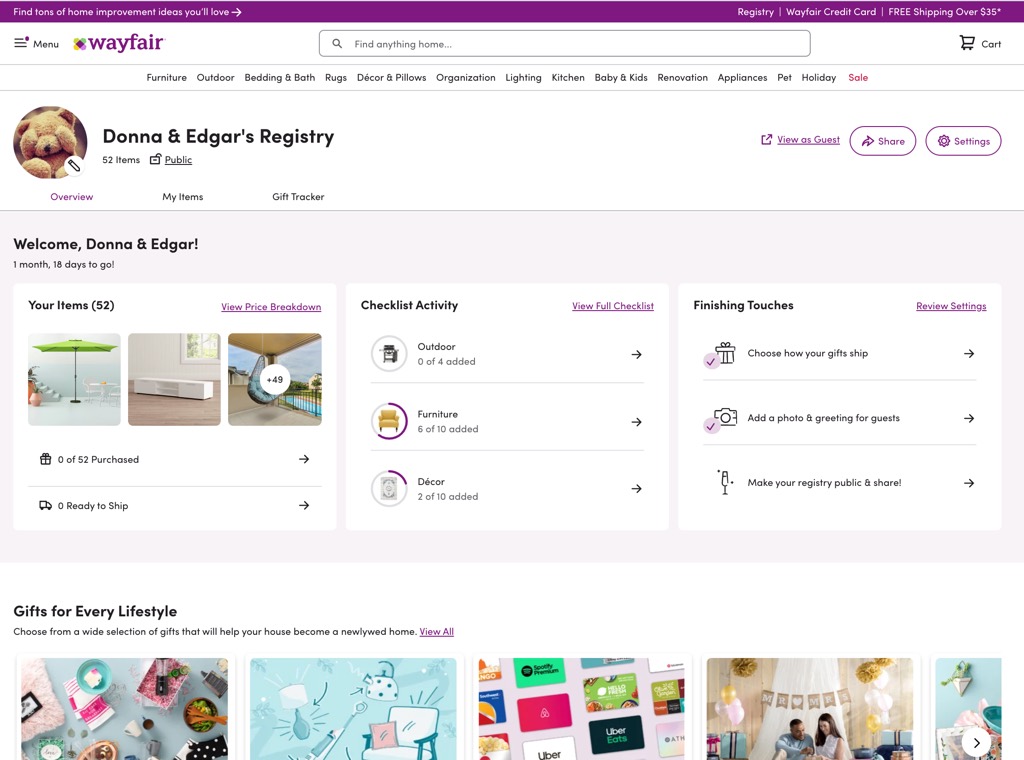 Find tons of home improvement ideas you'll love →
Registry | Wayfair Credit Card | FREE Shipping Over $35*
Menu
wayfair
Find anything home...
Cart
Furniture Outdoor Bedding & Bath Rugs Décor & Pillows Organization Lighting Kitchen Baby & Kids Renovation Appliances Pet Holiday Sale
Donna & Edgar's Registry
52 Items Public
View as Guest
Share
Settings
Overview My Items Gift Tracker
Welcome, Donna & Edgar!
1 month, 18 days to go!
Your Items (52)
View Price Breakdown
+49
0 of 52 Purchased
0 Ready to Ship
Checklist Activity
View Full Checklist
Outdoor
0 of 4 added
Furniture
6 of 10 added
Décor
2 of 10 added
Finishing Touches
Review Settings
Choose how your gifts ship
Add a photo & greeting for guests
Make your registry public & share!
Gifts for Every Lifestyle
Choose from a wide selection of gifts that will help your house become a newlywed home. View All
Spotify
Premium
HELLO
FRESH
Uber
Eats
Uber